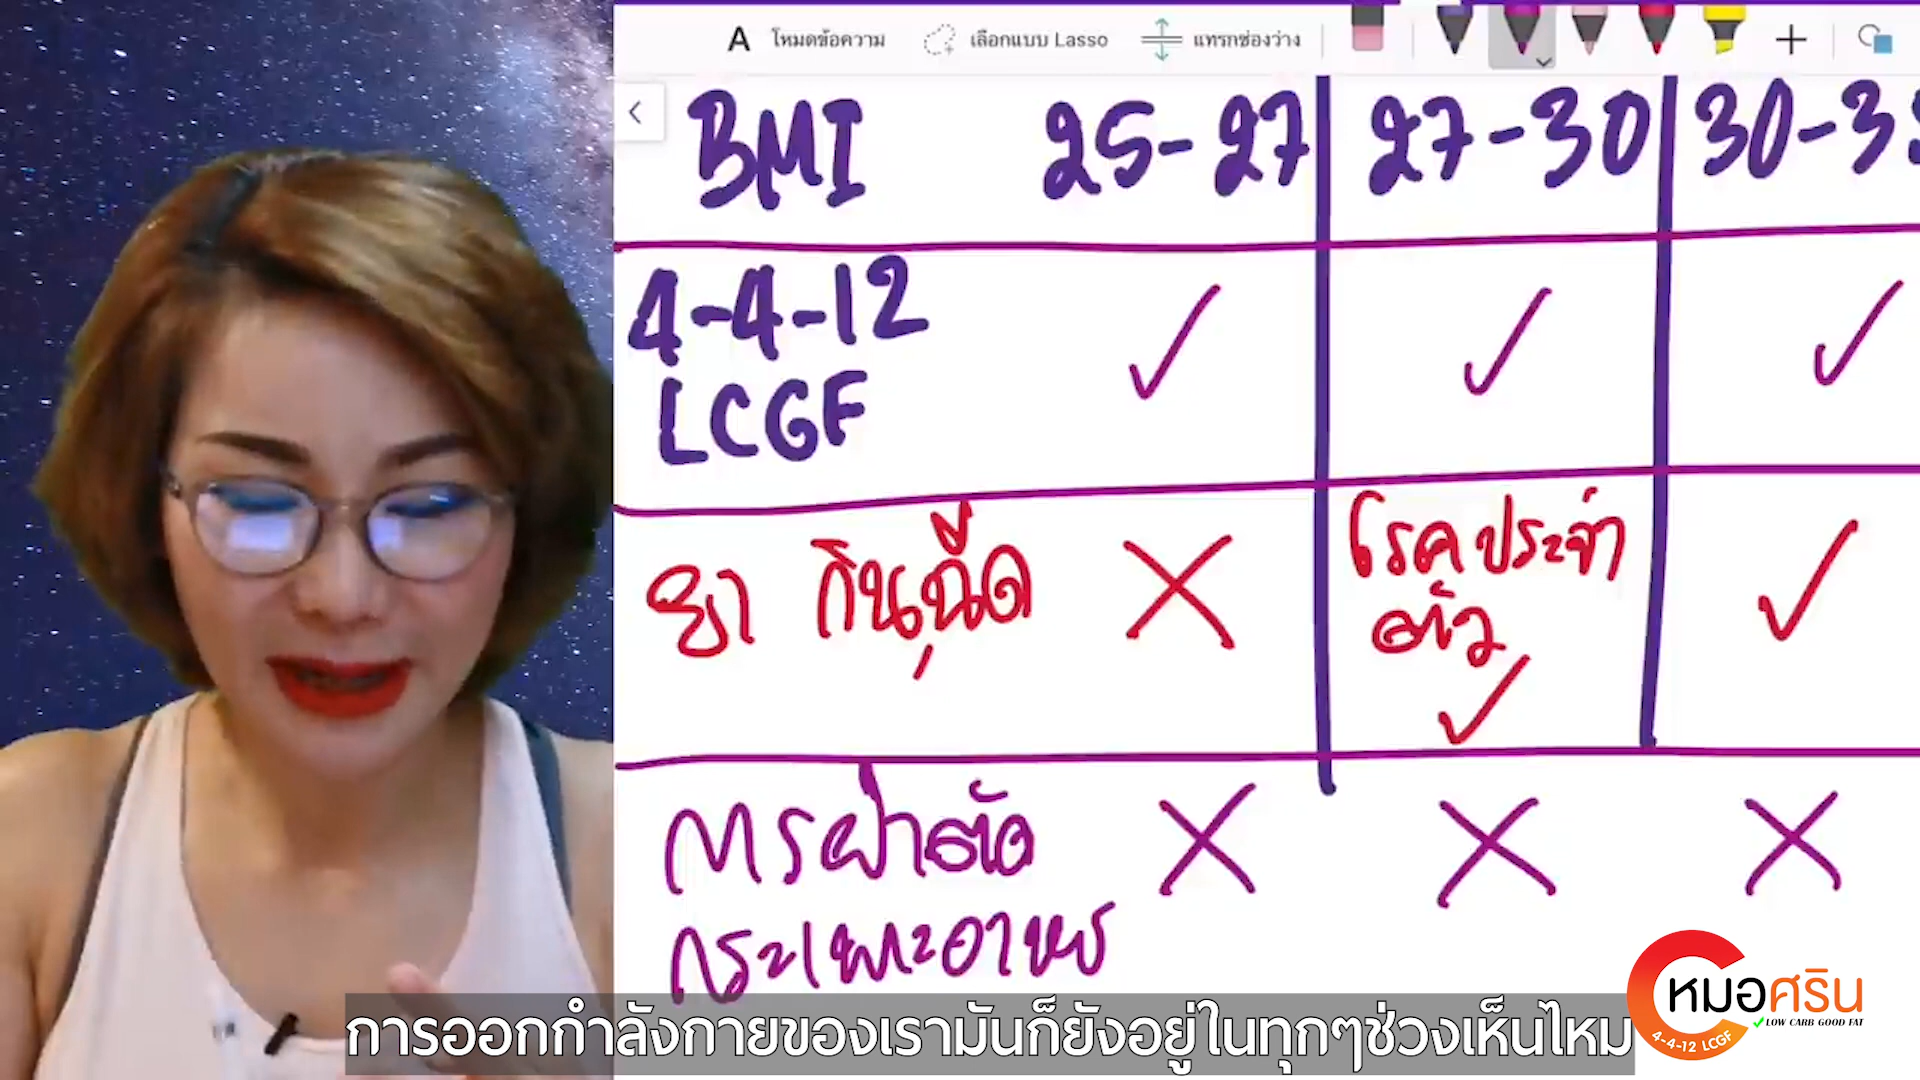 A โหมดข้อความ เลือกแบบ Lasso แทรกช่องว่าง
BMI 25-27 27-30 30-3
4-4-12
LCGF
ยา กิน,ฉีด
โรคประจำ
ตัว
การผ่าตัด
กระเพาะอาหาร
การออกกำลังกายของเรามันก็ยังอยู่ในทุกๆช่วงเห็นไหม
หมอศริน
LOW CARB GOOD FAT
4-4-12 LCGF